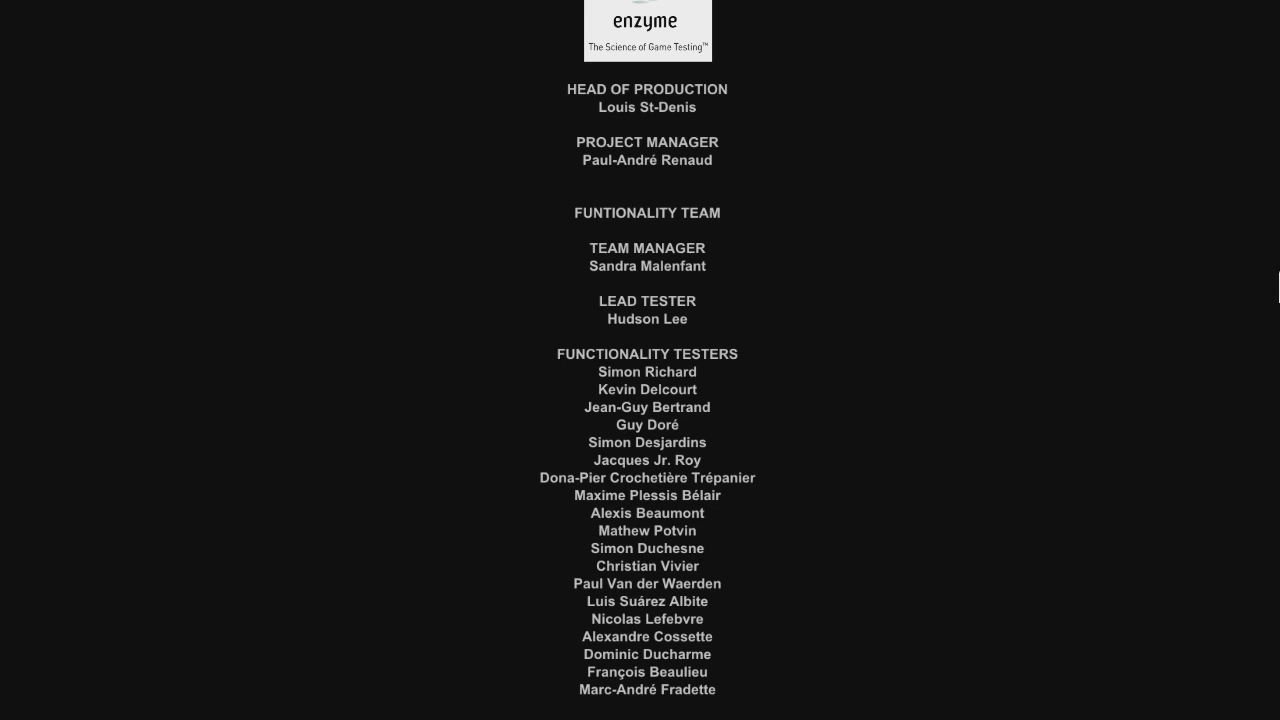 enzyme
The Science of Game Testing™
HEAD OF PRODUCTION
Louis St-Denis
PROJECT MANAGER
Paul-André Renaud
FUNTIONALITY TEAM
TEAM MANAGER
Sandra Malenfant
LEAD TESTER
Hudson Lee
FUNCTIONALITY TESTERS
Simon Richard
Kevin Delcourt
Jean-Guy Bertrand
Guy Doré
Simon Desjardins
Jacques Jr. Roy
Dona-Pier Crochetière Trépanier
Maxime Plessis Bélair
Alexis Beaumont
Mathew Potvin
Simon Duchesne
Christian Vivier
Paul Van der Waerden
Luis Suárez Albite
Nicolas Lefebvre
Alexandre Cossette
Dominic Ducharme
François Beaulieu
Marc-André Fradette